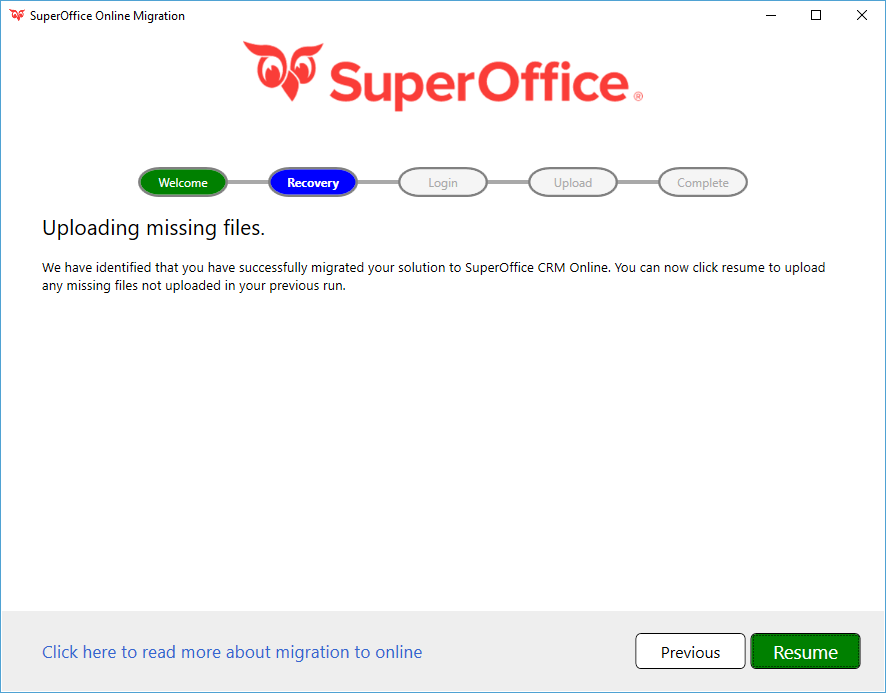 SuperOffice Online Migration
SuperOffice®
Welcome
Recovery
Login
Upload
Complete
Uploading missing files.
We have identified that you have successfully migrated your solution to SuperOffice CRM Online. You can now click resume to upload
any missing files not uploaded in your previous run.
Click here to read more about migration to online
Previous
Resume